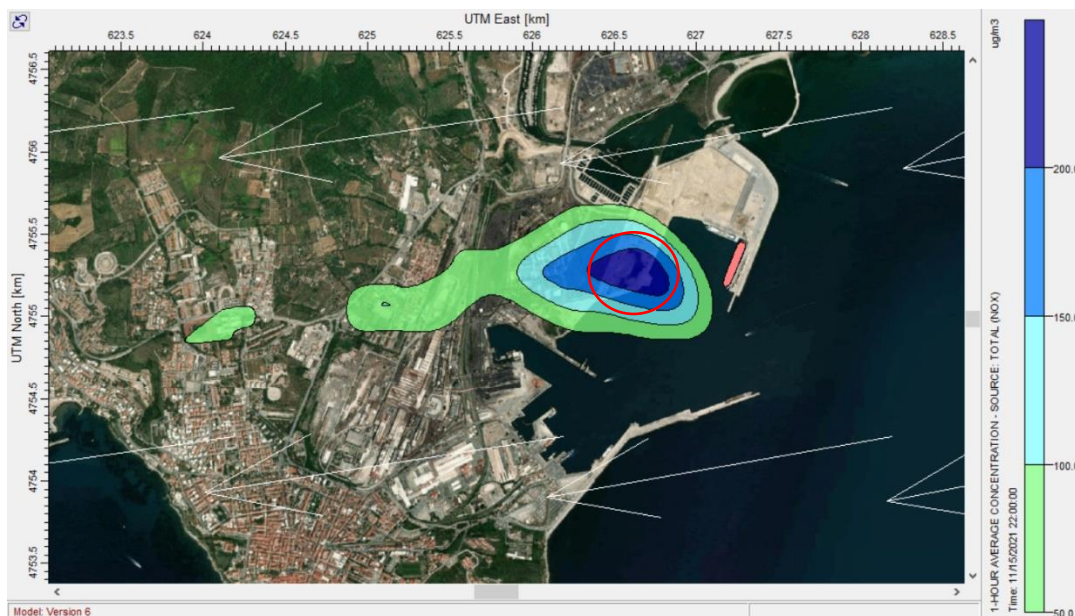 UTM East [km]
623.5 624 624.5 625 625.5 626 626.5 627 627.5 628 628.5
UTM North [km]
4756.5
4756
4755.5
4755
4754.5
4754
4753.5
ug/m3
200.0
150.0
100.0
50.0
1-HOUR AVERAGE CONCENTRATION - SOURCE: TOTAL (NOX)
Time: 11/15/2021 22:00:00
Model: Version 6